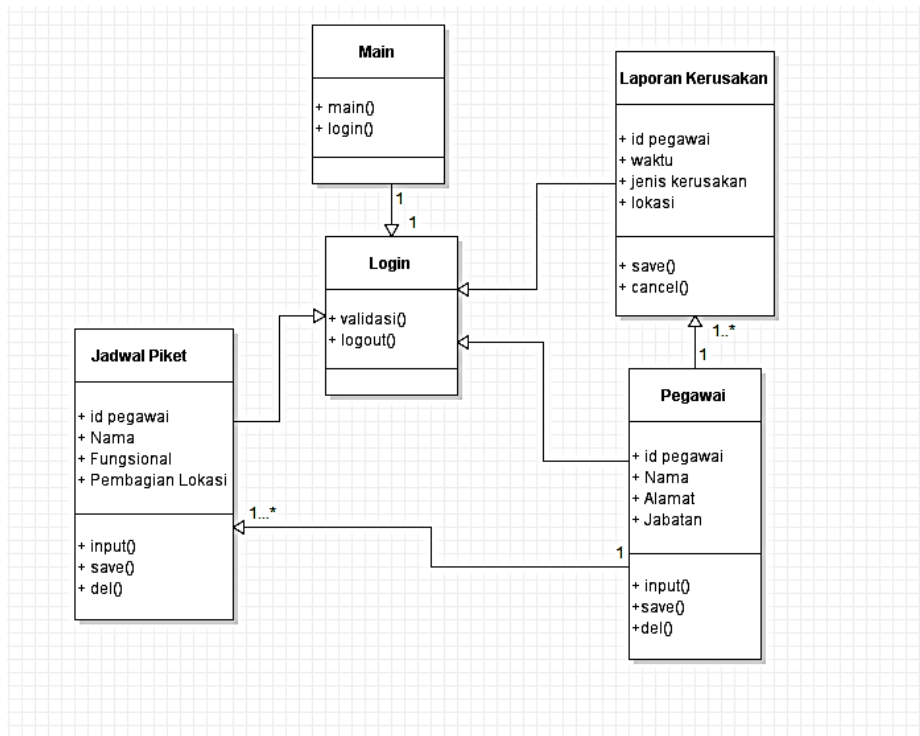 Main
+ main()
+ login()
1
1
Login
+ validasi()
+ logout()
Laporan Kerusakan
+ id pegawai
+ waktu
+ jenis kerusakan
+ lokasi
+ save()
+ cancel()
1..*
1
Jadwal Piket
+ id pegawai
+ Nama
+ Fungsional
+ Pembagian Lokasi
+ input()
+ save()
+ del()
1...*
1
Pegawai
+ id pegawai
+ Nama
+ Alamat
+ Jabatan
+ input()
+save()
+del()